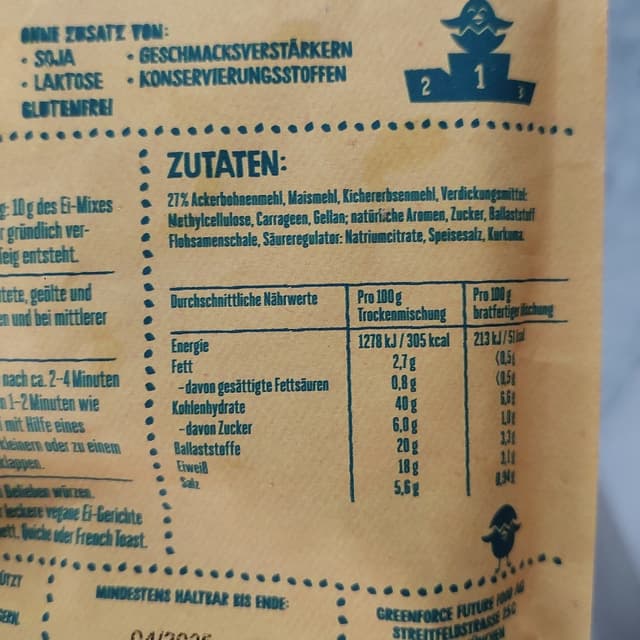 OHNE ZUSATZ VON:
• SOJA • GESCHMACKSVERSTÄRKERN
• LAKTOSE • KONSERVIERUNGSSTOFFEN
GLUTENFREI
2 1 3
g: 10 g des Ei-Mixes
r gründlich ver-
eig entsteht.
tete, geölte und
en und bei mittlerer
nach ca. 2-4 Minuten
n 1-2 Minuten wie
mit Hilfe eines
kleinern oder zu einem
klappen.
Belieben würzen.
leckere vegane Ei-Gerichte
ett, Quiche oder French Toast.
ZUTATEN:
27% Ackerbohnenmehl, Maismehl, Kichererbsenmehl, Verdickungsmittel:
Methylcellulose, Carrageen, Gellan; natürliche Aromen, Zucker, Ballaststoff
Flohsamenschale, Säureregulator: Natriumcitrate, Speisesalz, Kurkuma.
Durchschnittliche Nährwerte Pro 100 g Pro 100 g
Trockenmischung bratfertiger Mischung
Energie 1278 kJ / 305 kcal 213 kJ /
Fett 2,7 g <0,5
-davon gesättigte Fettsäuren 0,8 g <0,5
Kohlenhydrate 40 g
-davon Zucker 6,0 g
Ballaststoffe 20 g
Eiweiß 18 g
Salz 5,6 g
MINDESTENS HALTBAR BIS ENDE:
GREENFORCE FUTURE FOOD AG